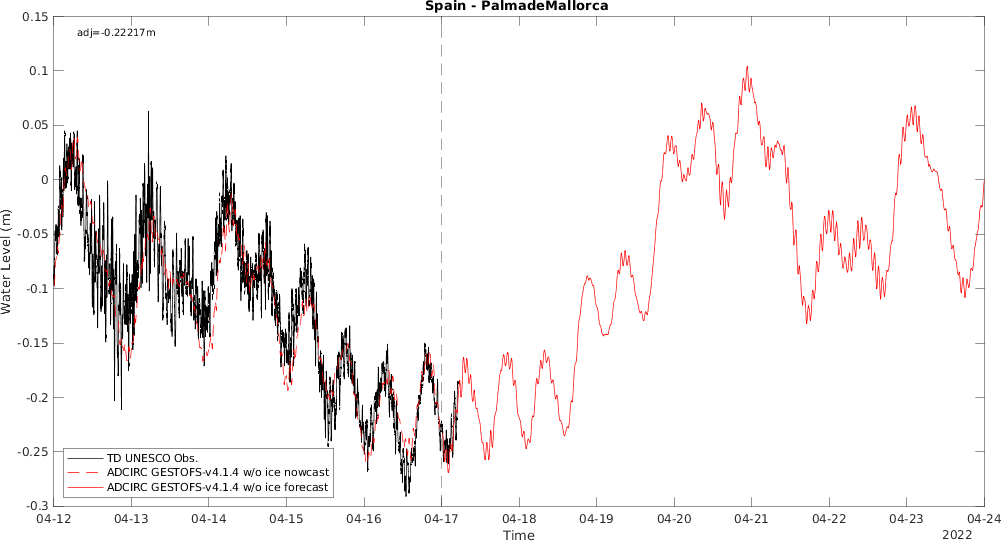 Spain - PalmadeMallorca
adj=-0.22217m
0.15
0.1
0.05
0
-0.05
-0.1
-0.15
-0.2
-0.25
-0.3
Water Level (m)
TD UNESCO Obs.
ADCIRC GESTOFS-v4.1.4 w/o ice nowcast
ADCIRC GESTOFS-v4.1.4 w/o ice forecast
04-12 04-13 04-14 04-15 04-16 04-17 04-18 04-19 04-20 04-21 04-22 04-23 04-24
Time
2022